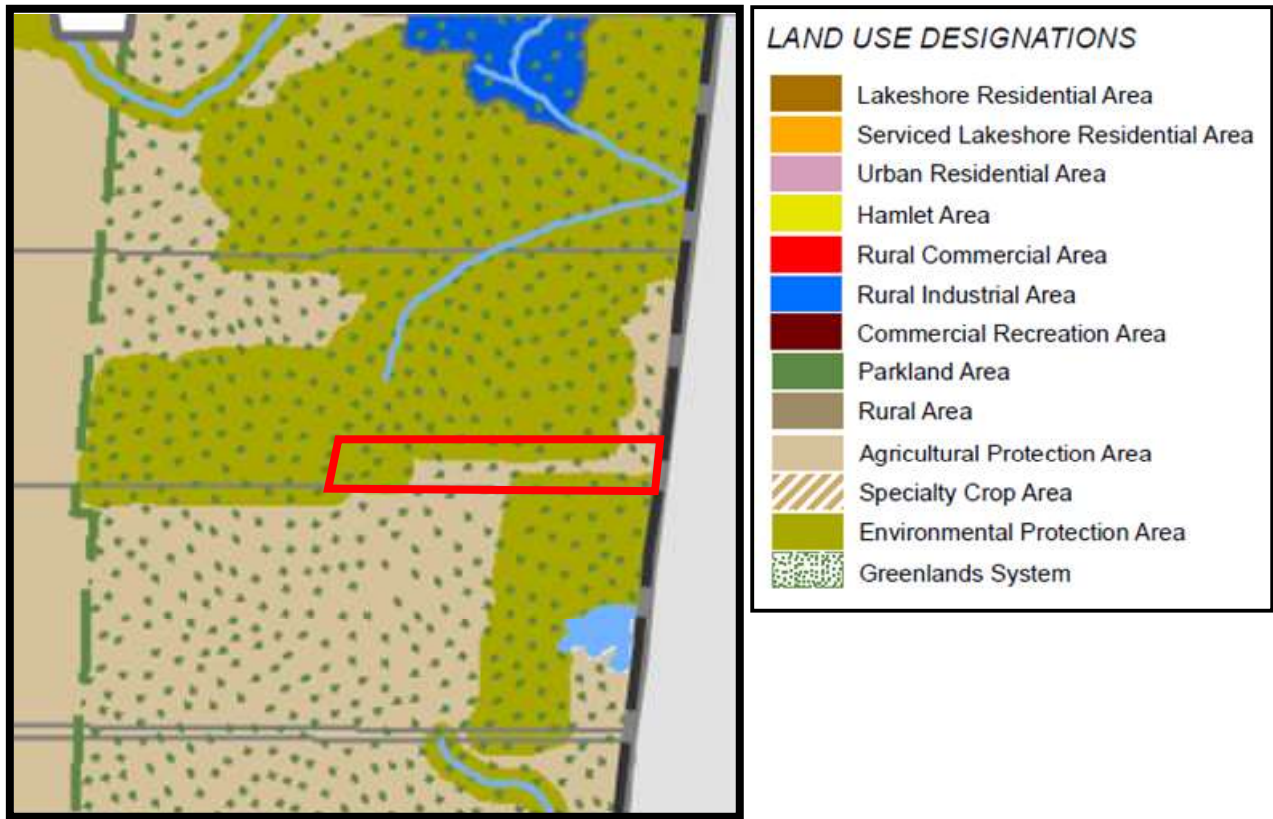 LAND USE DESIGNATIONS
Lakeshore Residential Area
Serviced Lakeshore Residential Area
Urban Residential Area
Hamlet Area
Rural Commercial Area
Rural Industrial Area
Commercial Recreation Area
Parkland Area
Rural Area
Agricultural Protection Area
Specialty Crop Area
Environmental Protection Area
Greenlands System